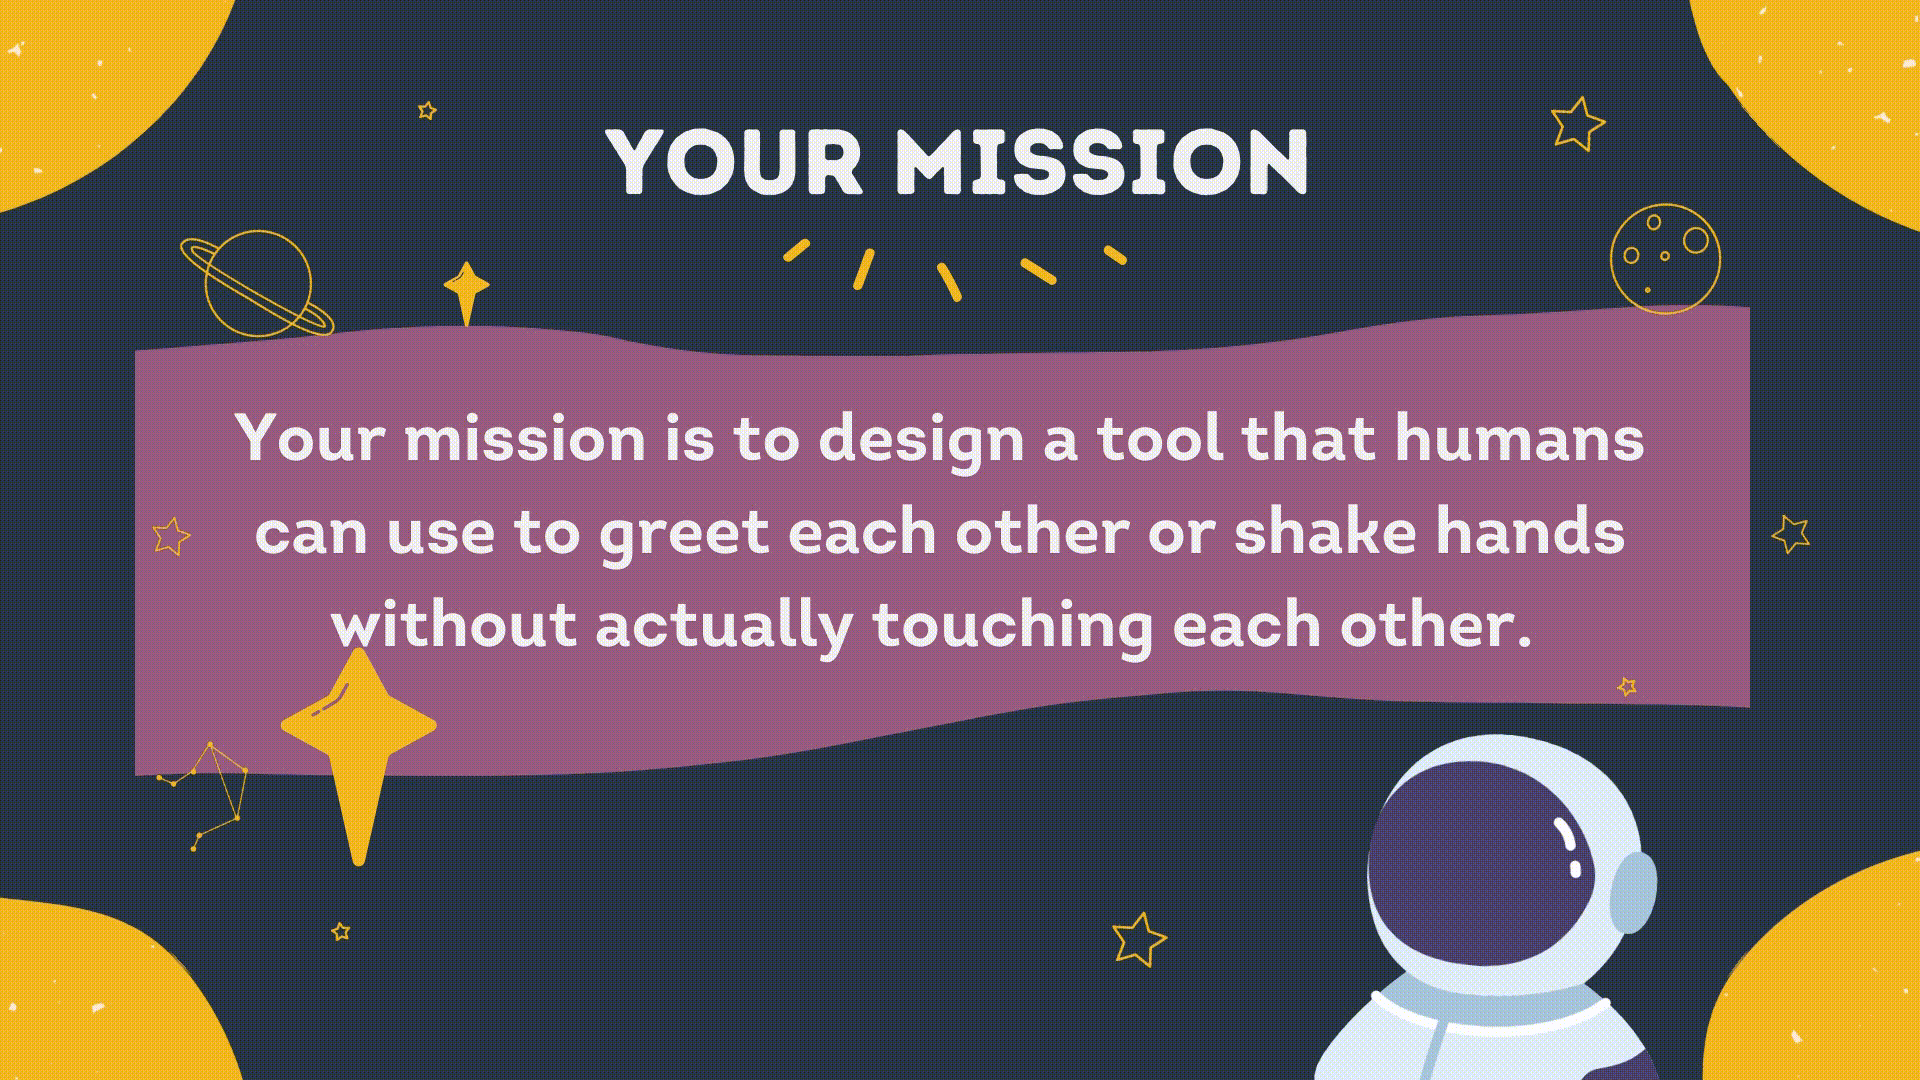 YOUR MISSION
Your mission is to design a tool that humans
can use to greet each other or shake hands
without actually touching each other.